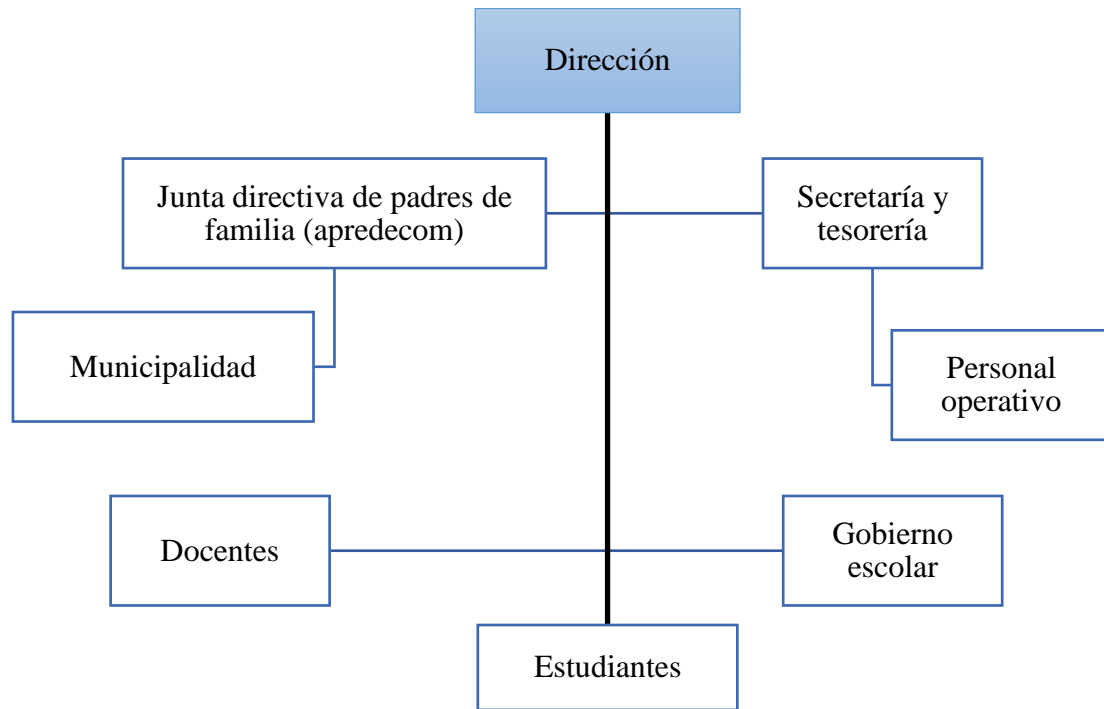 Dirección
Junta directiva de padres de
familia (apredecom)
Secretaría y
tesorería
Municipalidad
Personal
operativo
Docentes
Gobierno
escolar
Estudiantes